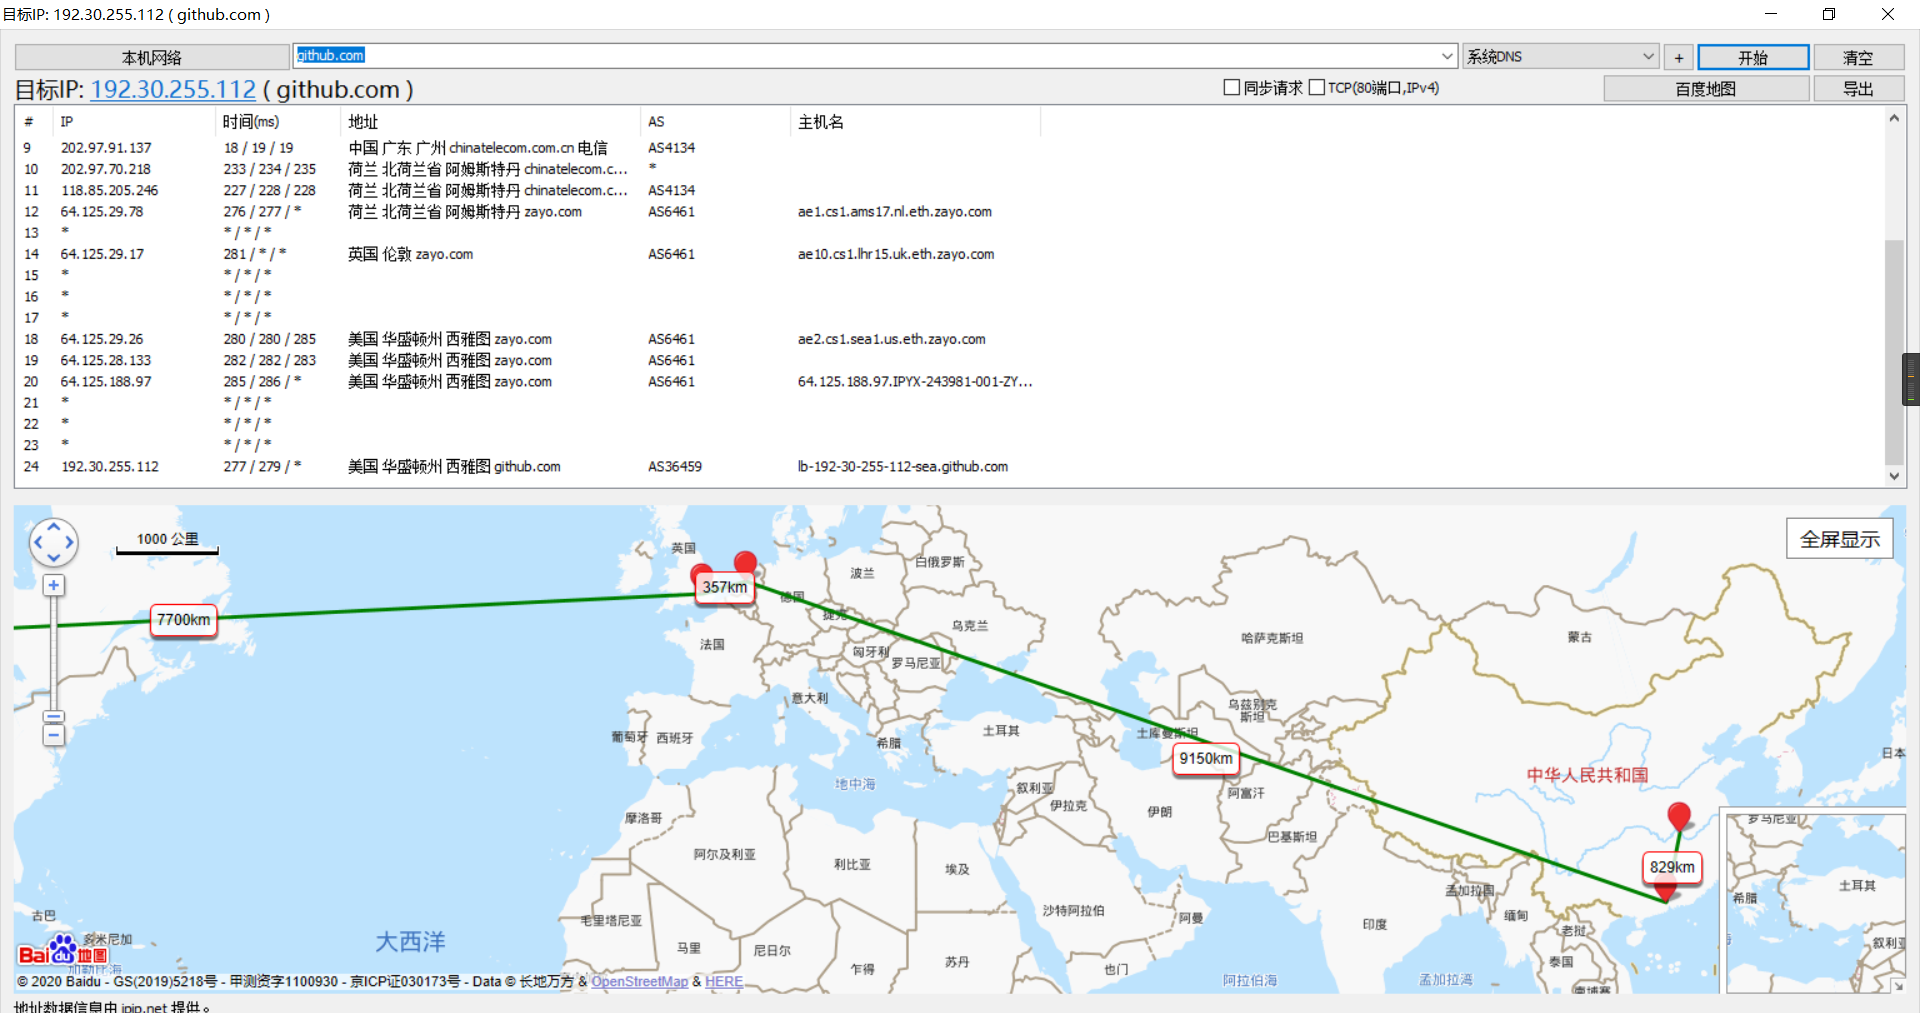 目标IP: 192.30.255.112 ( github.com )
本机网络 github.com 系统DNS + 开始 清空
目标IP: 192.30.255.112 ( github.com ) 同步请求 TCP(80端口,IPv4) 百度地图 导出
# IP 时间(ms) 地址 AS 主机名
9 202.97.91.137 18 / 19 / 19 中国 广东 广州 chinatelecom.com.cn 电信 AS4134
10 202.97.70.218 233 / 234 / 235 荷兰 北荷兰省 阿姆斯特丹 chinatelecom.c... *
11 118.85.205.246 227 / 228 / 228 荷兰 北荷兰省 阿姆斯特丹 chinatelecom.c... AS4134
12 64.125.29.78 276 / 277 / * 荷兰 北荷兰省 阿姆斯特丹 zayo.com AS6461 ae1.cs1.ams17.nl.eth.zayo.com
13 * * / * / *
14 64.125.29.17 281 / * / * 英国 伦敦 zayo.com AS6461 ae10.cs1.lhr15.uk.eth.zayo.com
15 * * / * / *
16 * * / * / *
17 * * / * / *
18 64.125.29.26 280 / 280 / 285 美国 华盛顿州 西雅图 zayo.com AS6461 ae2.cs1.sea1.us.eth.zayo.com
19 64.125.28.133 282 / 282 / 283 美国 华盛顿州 西雅图 zayo.com AS6461
20 64.125.188.97 285 / 286 / * 美国 华盛顿州 西雅图 zayo.com AS6461 64.125.188.97.IPYX-243981-001-ZY...
21 * * / * / *
22 * * / * / *
23 * * / * / *
24 192.30.255.112 277 / 279 / * 美国 华盛顿州 西雅图 github.com AS36459 lb-192-30-255-112-sea.github.com
1000 公里
全屏显示
英国
白俄罗斯
波兰
357km
德国
捷克
7700km
乌克兰
哈萨克斯坦
蒙古
法国
匈牙利
罗马尼亚
意大利
乌兹别克
斯坦
土耳其
土库曼斯坦
葡萄牙
西班牙
希腊
日本
9150km
中华人民共和国
地中海
叙利亚
阿富汗
伊拉克
伊朗
摩洛哥
罗马尼亚
巴基斯坦
阿尔及利亚
利比亚
埃及
829km
土耳其
孟加拉国
希腊
沙特阿拉伯
古巴
毛里塔尼亚
阿曼
缅甸
印度
老挝
多米尼加
大西洋
叙利
马里
尼日尔
Bai du 地图
乍得
苏丹
泰国
加勒比海
也门
阿拉伯海
孟加拉湾
柬埔寨
© 2020 Baidu - GS(2019)5218号 - 甲测资字1100930 - 京ICP证030173号 - Data © 长地万方 & OpenStreetMap & HERE
地址数据信息由 ipip.net 提供。